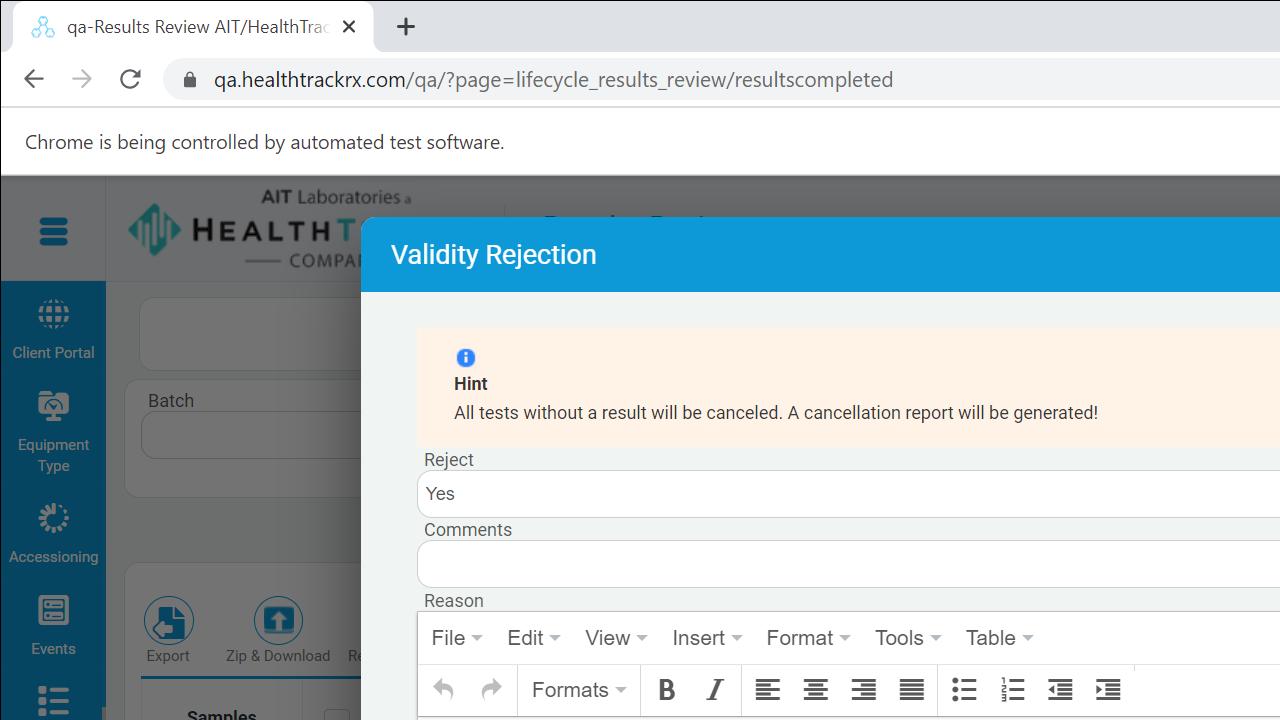 qa-Results Review AIT/HealthTrac
qa.healthtrackrx.com/qa/?page=lifecycle_results_review/resultscompleted
Chrome is being controlled by automated test software.
AIT Laboratories a
HEALTHT
COMPA
Validity Rejection
Client Portal
Hint
All tests without a result will be canceled. A cancellation report will be generated!
Batch
Equipment
Type
Reject
Yes
Comments
Accessioning
Reason
File Edit View Insert Format Tools Table
Events
Export Zip & Download Re
Formats B I
Samples